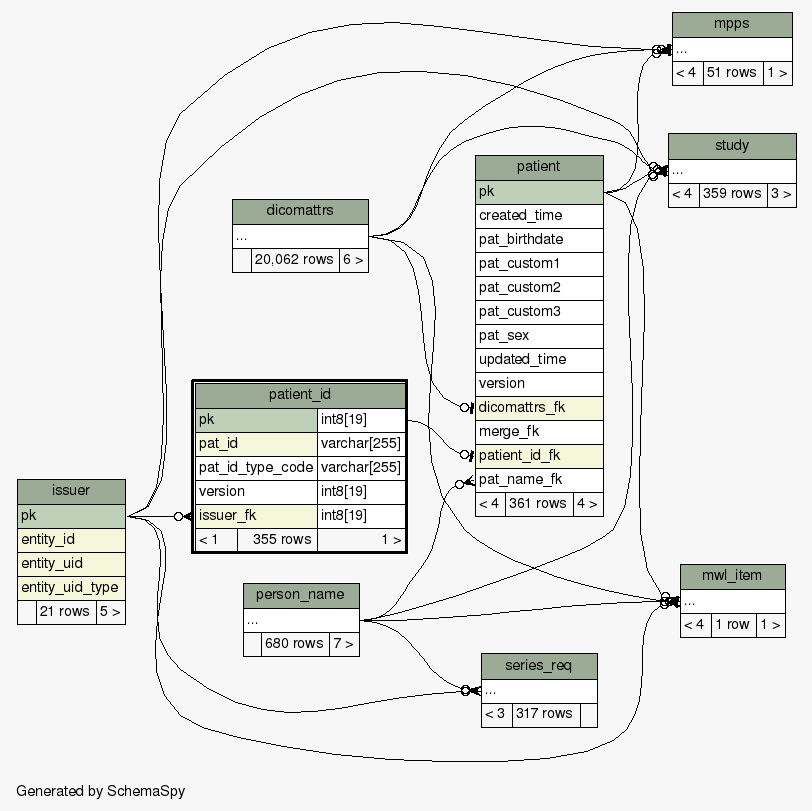 mpps
...
< 4 51 rows 1 >
study
...
< 4 359 rows 3 >
patient
pk
created_time
pat_birthdate
pat_custom1
pat_custom2
pat_custom3
pat_sex
updated_time
version
dicomattrs_fk
merge_fk
patient_id_fk
pat_name_fk
< 4 361 rows 4 >
dicomattrs
...
20,062 rows 6 >
patient_id
pk int8[19]
pat_id varchar[255]
pat_id_type_code varchar[255]
version int8[19]
issuer_fk int8[19]
< 1 355 rows 1 >
issuer
pk
entity_id
entity_uid
entity_uid_type
21 rows 5 >
person_name
...
680 rows 7 >
mwl_item
...
< 4 1 row 1 >
series_req
...
< 3 317 rows
Generated by SchemaSpy